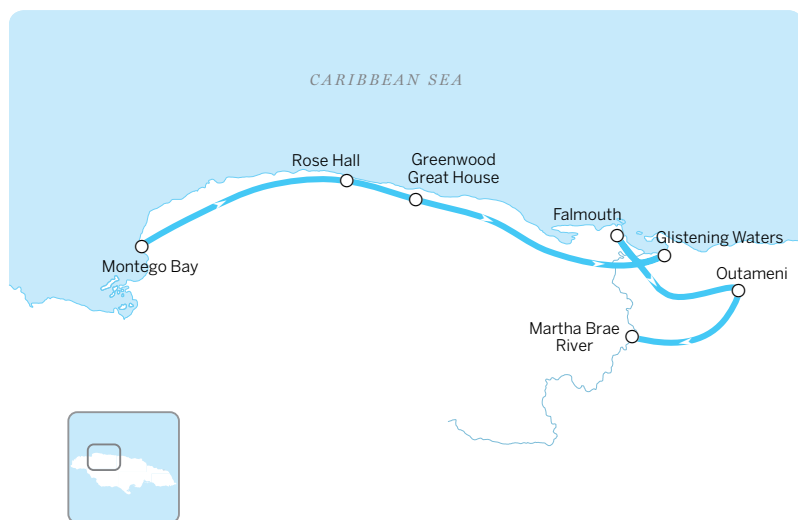 CARIBBEAN SEA
Rose Hall
Greenwood
Great House
Falmouth
Glistening Waters
Montego Bay
Outameni
Martha Brae
River